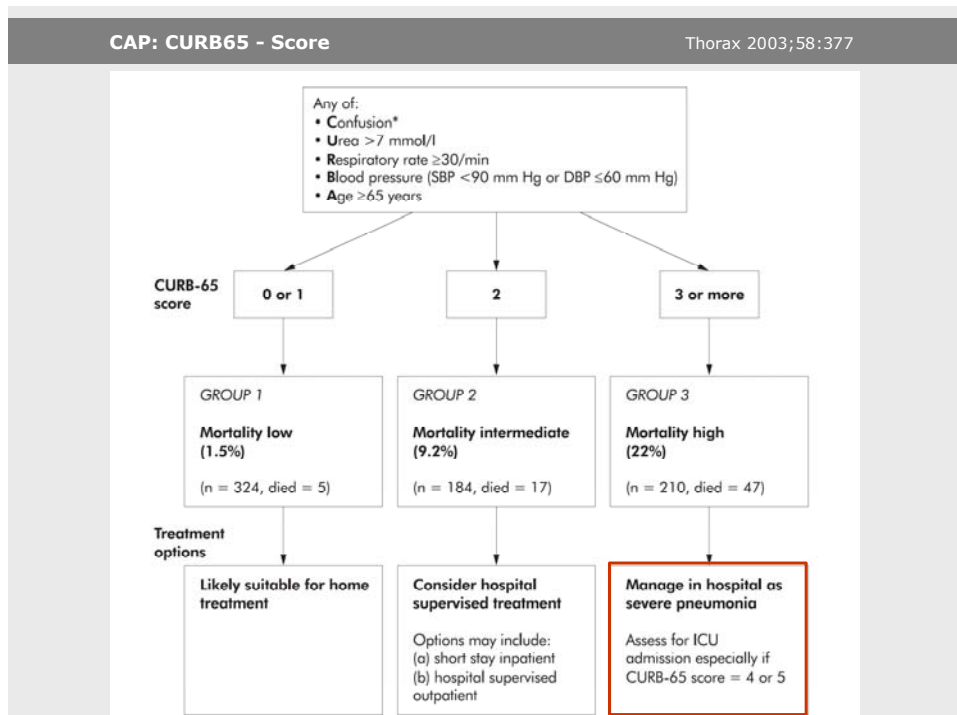 CAP: CURB65 - Score
Thorax 2003;58:377
Any of:
• Confusion*
• Urea >7 mmol/l
• Respiratory rate ≥30/min
• Blood pressure (SBP <90 mm Hg or DBP ≤60 mm Hg)
• Age ≥65 years
CURB-65
score
0 or 1
2
3 or more
GROUP 1
Mortality low
(1.5%)
(n = 324, died = 5)
GROUP 2
Mortality intermediate
(9.2%)
(n = 184, died = 17)
GROUP 3
Mortality high
(22%)
(n = 210, died = 47)
Treatment
options
Likely suitable for home
treatment
Consider hospital
supervised treatment
Options may include:
(a) short stay inpatient
(b) hospital supervised
outpatient
Manage in hospital as
severe pneumonia
Assess for ICU
admission especially if
CURB-65 score = 4 or 5